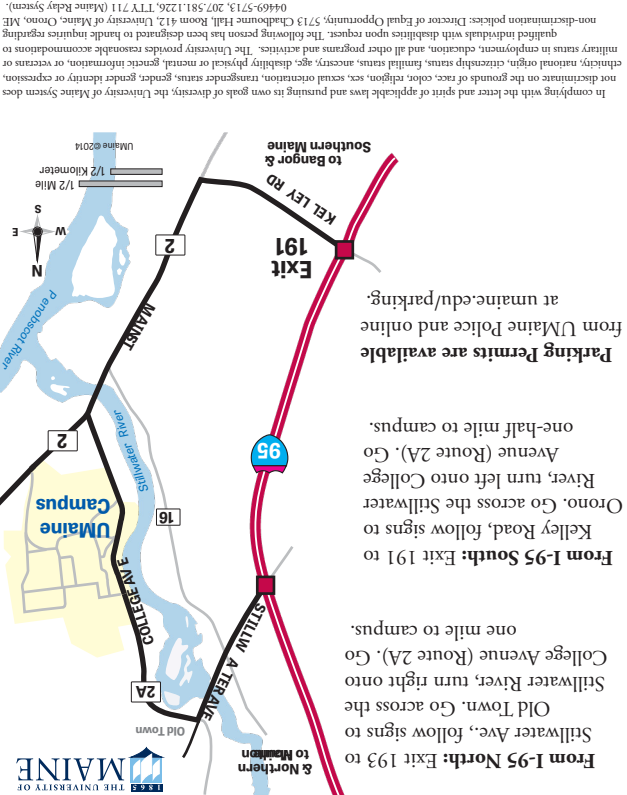 1865 THE UNIVERSITY OF
MAINE
From I-95 North: Exit 193 to
Stillwater Ave., follow signs to
Old Town. Go across the
Stillwater River, turn right onto
College Avenue (Route 2A). Go
one mile to campus.
From I-95 South: Exit 191 to
Kelley Road, follow signs to
Orono. Go across the Stillwater
River, turn left onto College
Avenue (Route 2A). Go
one-half mile to campus.
Parking Permits are available
from UMaine Police and online
at umaine.edu/parking.
to
& Northern
Old Town
2A
STILLW A TER AVE
COLLEGE AVE
16
UMaine
Campus
95
Stillwater River
2
MAIN ST
Penobscot River
Exit
191
KEL LEY RD
2
N
W
E
S
1/2 Mile
1/2 Kilometer
to Bangor &
Southern Maine
UMaine ©2014
In complying with the letter and spirit of applicable laws and pursuing its own goals of diversity, the University of Maine System does
not discriminate on the grounds of race, color, religion, sex, sexual orientation, transgender status, gender, gender identity or expression,
ethnicity, national origin, citizenship status, familial status, ancestry, age, disability physical or mental, genetic information, or veterans or
military status in employment, education, and all other programs and activities. The University provides reasonable accommodations to
qualified individuals with disabilities upon request. The following person has been designated to handle inquiries regarding
non-discrimination policies: Director of Equal Opportunity, 5713 Chadbourne Hall, Room 412, University of Maine, Orono, ME
04469-5713, 207.581.1226, TTY 711 (Maine Relay System).